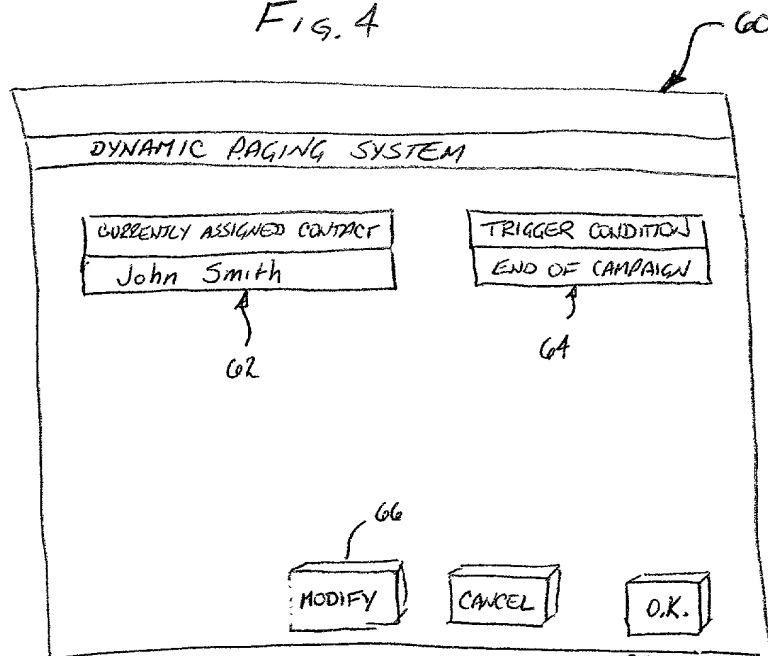 Fig. 4
60
DYNAMIC PAGING SYSTEM
CURRENTLY ASSIGNED CONTACT
John Smith
TRIGGER CONDITION
END OF CAMPAIGN
62
64
66
MODIFY
CANCEL
O.K.